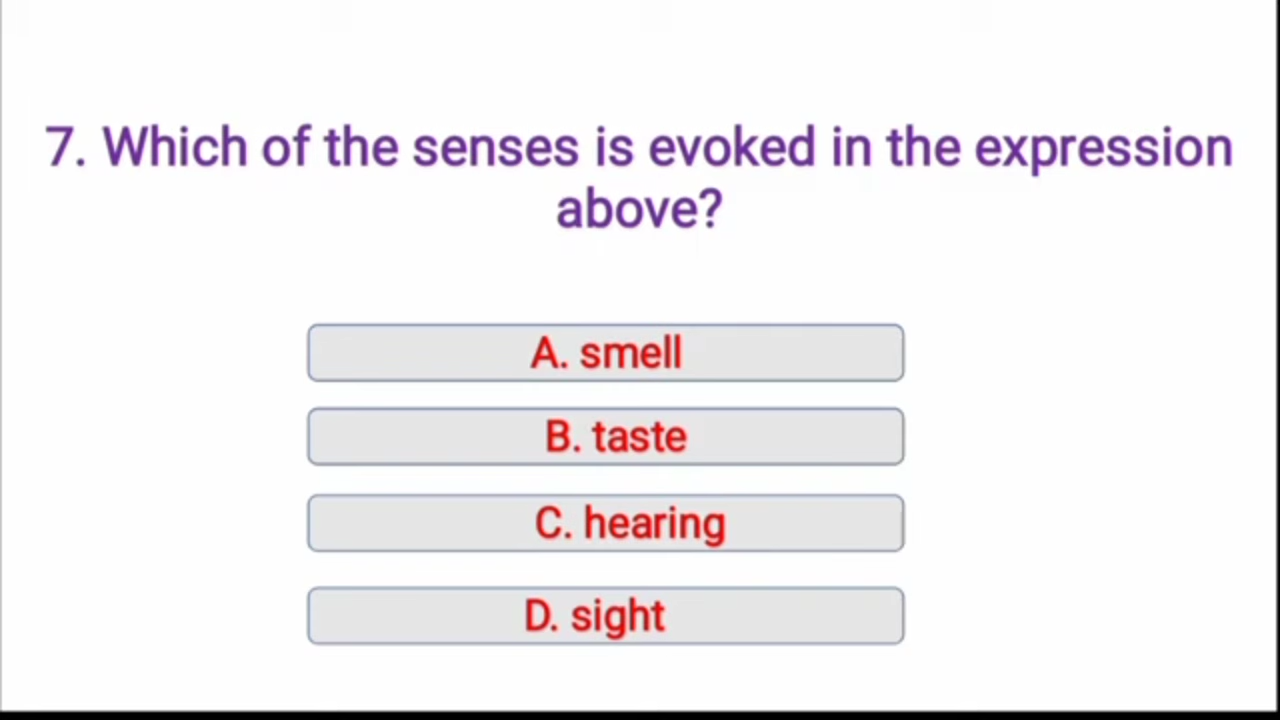 7. Which of the senses is evoked in the expression
above?
A. smell
B. taste
C. hearing
D. sight